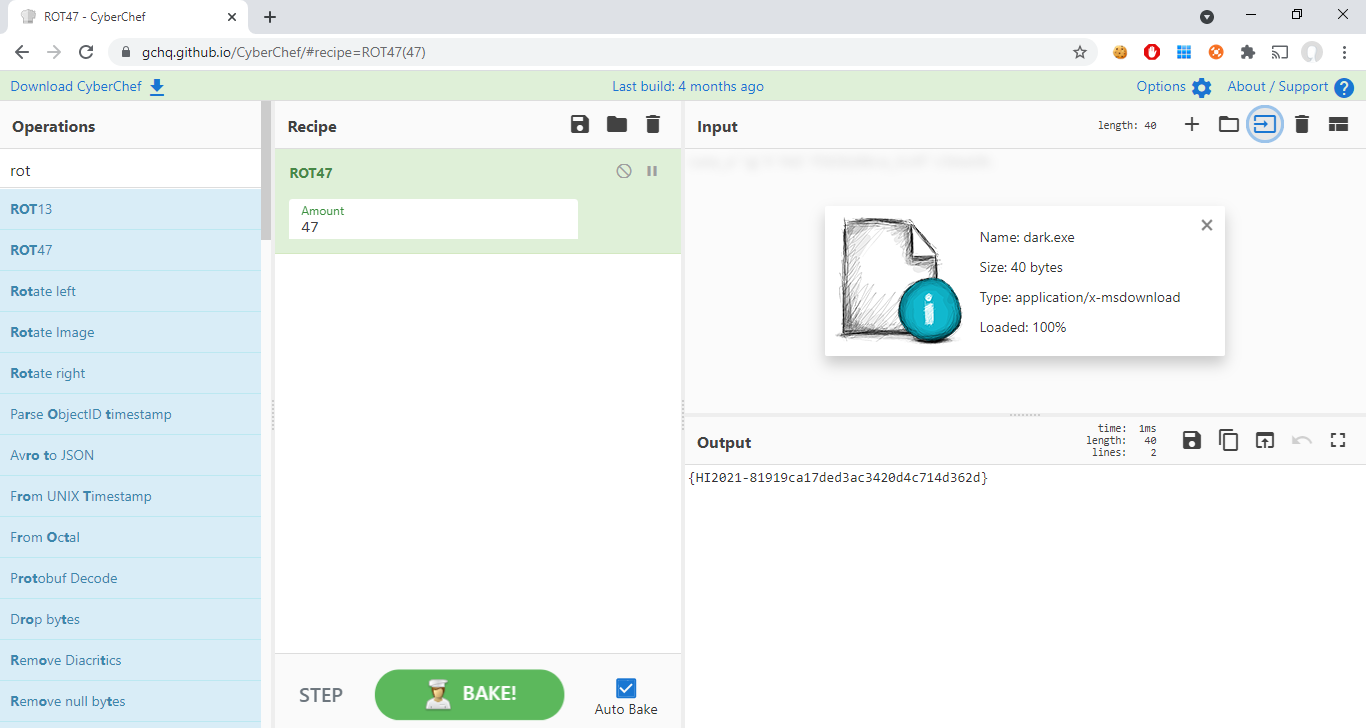 ROT47 - CyberChef
gchq.github.io/CyberChef/#recipe=ROT47(47)
Download CyberChef
Last build: 4 months ago
Options
About / Support
?
Operations
rot
ROT13
ROT47
Rotate left
Rotate Image
Rotate right
Parse ObjectID timestamp
Avro to JSON
From UNIX Timestamp
From Octal
Protobuf Decode
Drop bytes
Remove Diacritics
Remove null bytes
Recipe
ROT47
Amount
47
STEP
BAKE!
Auto Bake
Input
length: 40
Name: dark.exe
Size: 40 bytes
Type: application/x-msdownload
Loaded: 100%
Output
time: 1ms
length: 40
lines: 2
{HI2021-81919ca17ded3ac3420d4c714d362d}